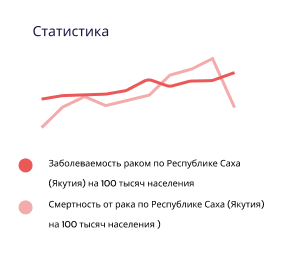 Статистика
Заболеваемость раком по Республике Саха
(Якутия) на 100 тысяч населения
Смертность от рака по Республике Саха (Якутия)
на 100 тысяч населения )